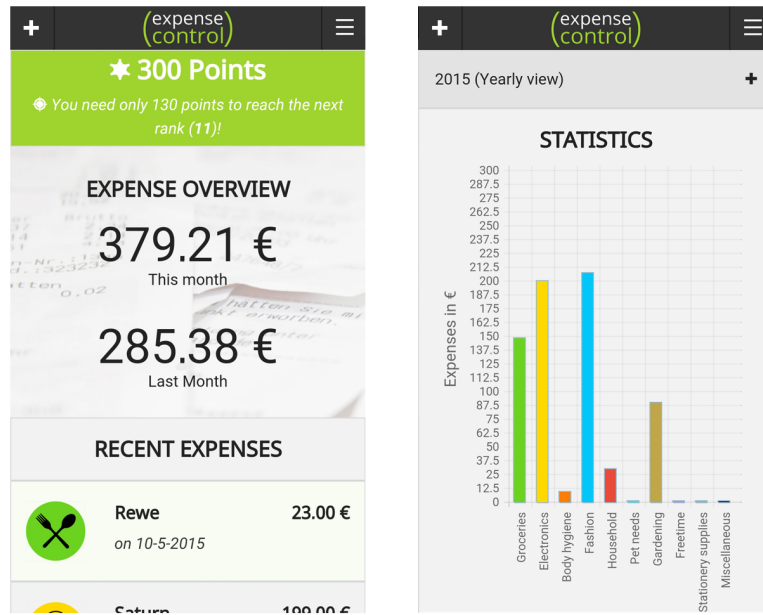 +
(expense
control)
300 Points
You need only 130 points to reach the next
rank (11)!
EXPENSE OVERVIEW
379.21 €
This month
285.38 €
Last Month
RECENT EXPENSES
Rewe
23.00 €
on 10-5-2015
Saturn
199.00 €
+
(expense
control)
2015 (Yearly view)
+
STATISTICS
Expenses in €
300
287.5
275
262.5
250
237.5
225
212.5
200
187.5
175
162.5
150
137.5
125
112.5
100
87.5
75
62.5
50
37.5
25
12.5
0
Groceries
Electronics
Body hygiene
Fashion
Household
Pet needs
Gardening
Freetime
Stationery supplies
Miscellaneous